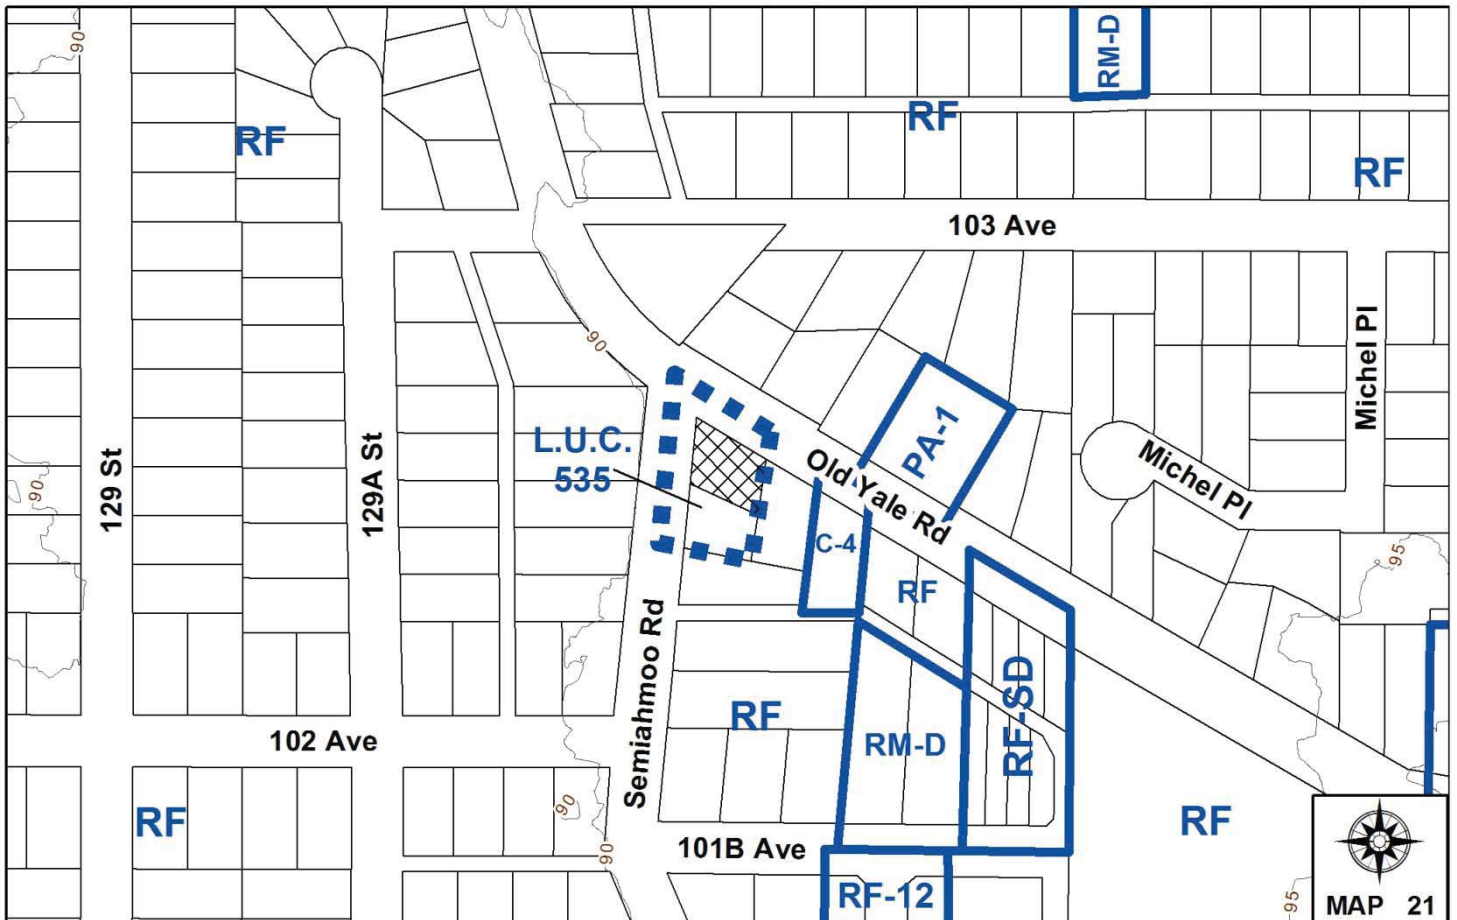 RM-D
90
RF
RF
RF
103 Ave
90
Michel Pl
L.U.C.
535
PA-1
129 St
129A St
90
Old Yale Rd
Michel Pl
C-4
95
RF
Semiahmoo Rd
RF-SD
RF
RM-D
102 Ave
90
RF
RF
101B Ave
90
RF-12
95
MAP 21